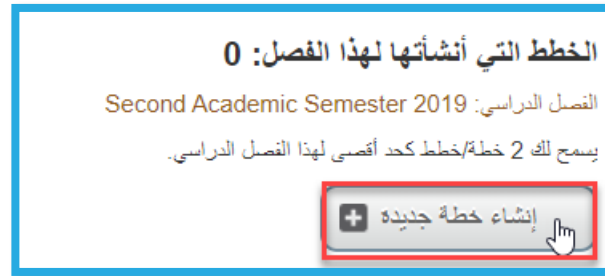 الخطط التي أنشأتها لهذا الفصل: 0
الفصل الدراسي: Second Academic Semester 2019
يسمح لك 2 خطة/خطط كحد أقصى لهذا الفصل الدراسي.
إنشاء خطة جديده